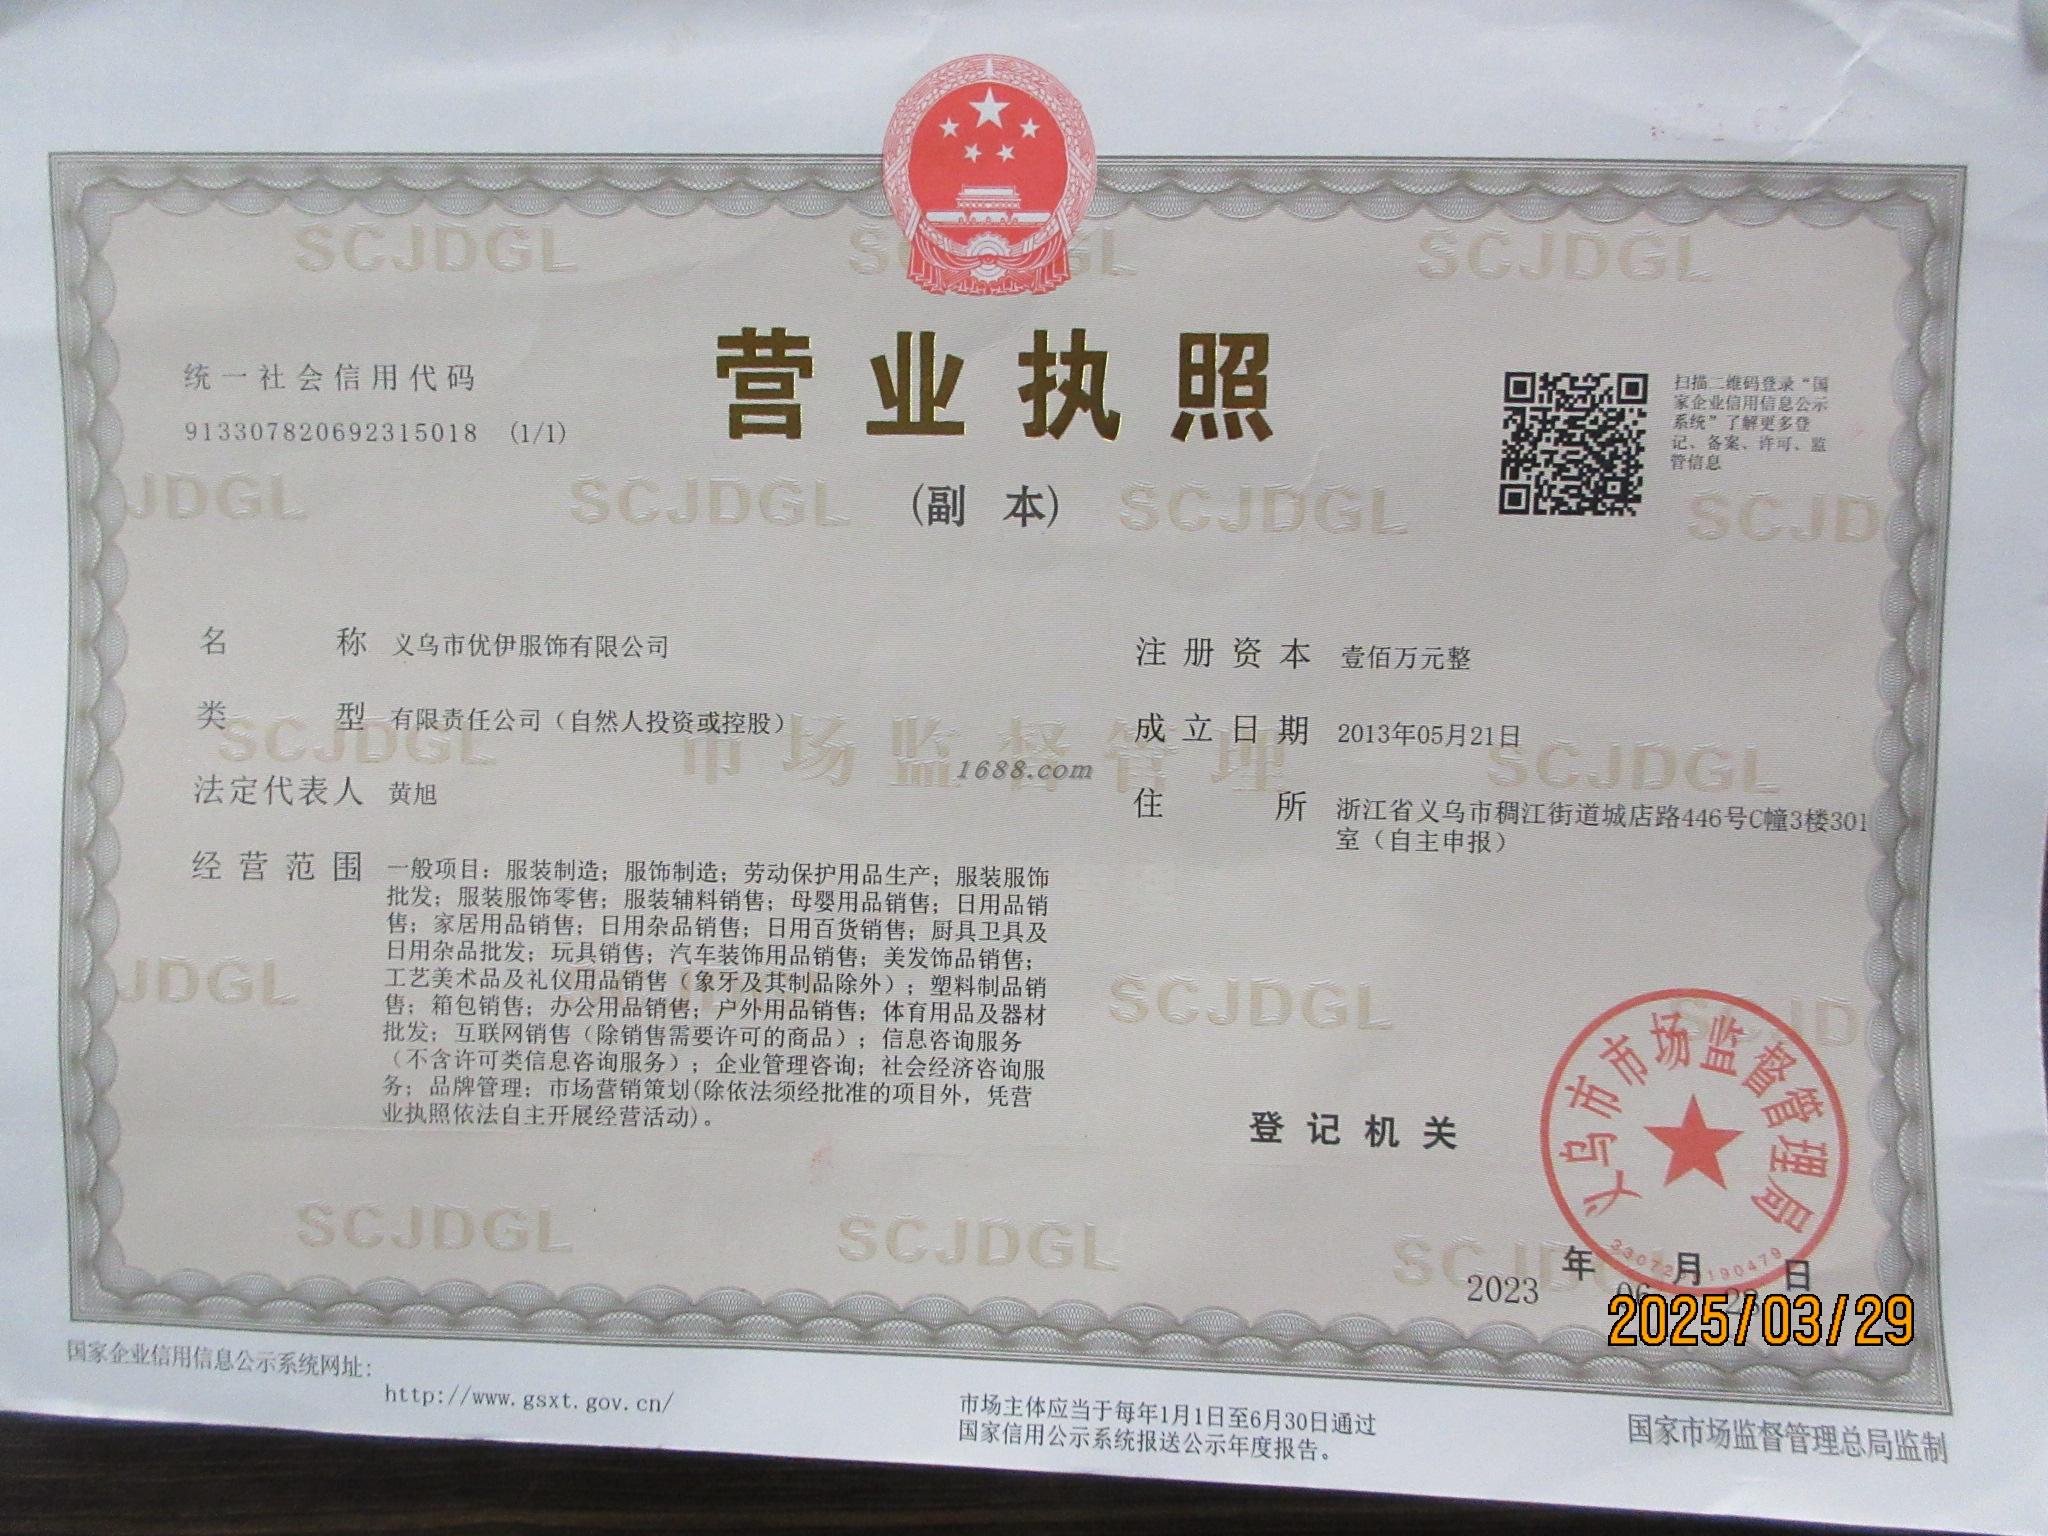 SCJDGL
SCJDGL
统一社会信用代码
913307820692315018 (1/1)
营业执照
(副 本)
扫描二维码登录“国
家企业信用信息公示
系统”了解更多登
记、备案、许可、监
管信息
JDGL SCJDGL SCJDGL SCJD
名 称 义乌市优伊服饰有限公司
类 型 有限责任公司（自然人投资或控股）
法定代表人 黄旭
经营范围 一般项目：服装制造；服饰制造；劳动保护用品生产；服装服饰
批发；服装服饰零售；服装辅料销售；母婴用品销售；日用品销
售；家居用品销售；日用杂品销售；日用百货销售；厨具卫具及
日用杂品批发；玩具销售；汽车装饰用品销售；美发饰品销售；
工艺美术品及礼仪用品销售（象牙及其制品除外）；塑料制品销
售；箱包销售；办公用品销售；户外用品销售；体育用品及器材
批发；互联网销售（除销售需要许可的商品）；信息咨询服务
（不含许可类信息咨询服务）；企业管理咨询；社会经济咨询服
务；品牌管理；市场营销策划(除依法须经批准的项目外，凭营
业执照依法自主开展经营活动)。
注册资本 壹佰万元整
成立日期 2013年05月21日
住 所 浙江省义乌市稠江街道城店路446号C幢3楼301
室（自主申报）
SCJDGL 市场监督管理 SCJDGL
1688.com
JDGL SCJDGL SCJD
登记机关
义乌市市场监督管理局
2023 年 06 月 28 日
SCJDGL SCJDGL SCJD
2025/03/29
国家企业信用信息公示系统网址：
http://www.gsxt.gov.cn/
市场主体应当于每年1月1日至6月30日通过
国家信用公示系统报送公示年度报告。
国家市场监督管理总局监制